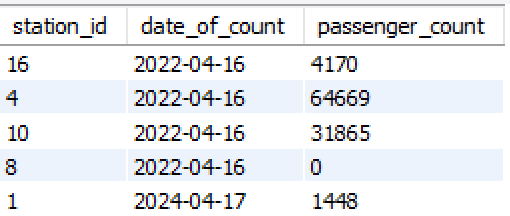 station_id date_of_count passenger_count
16 2022-04-16 4170
4 2022-04-16 64669
10 2022-04-16 31865
8 2022-04-16 0
1 2024-04-17 1448